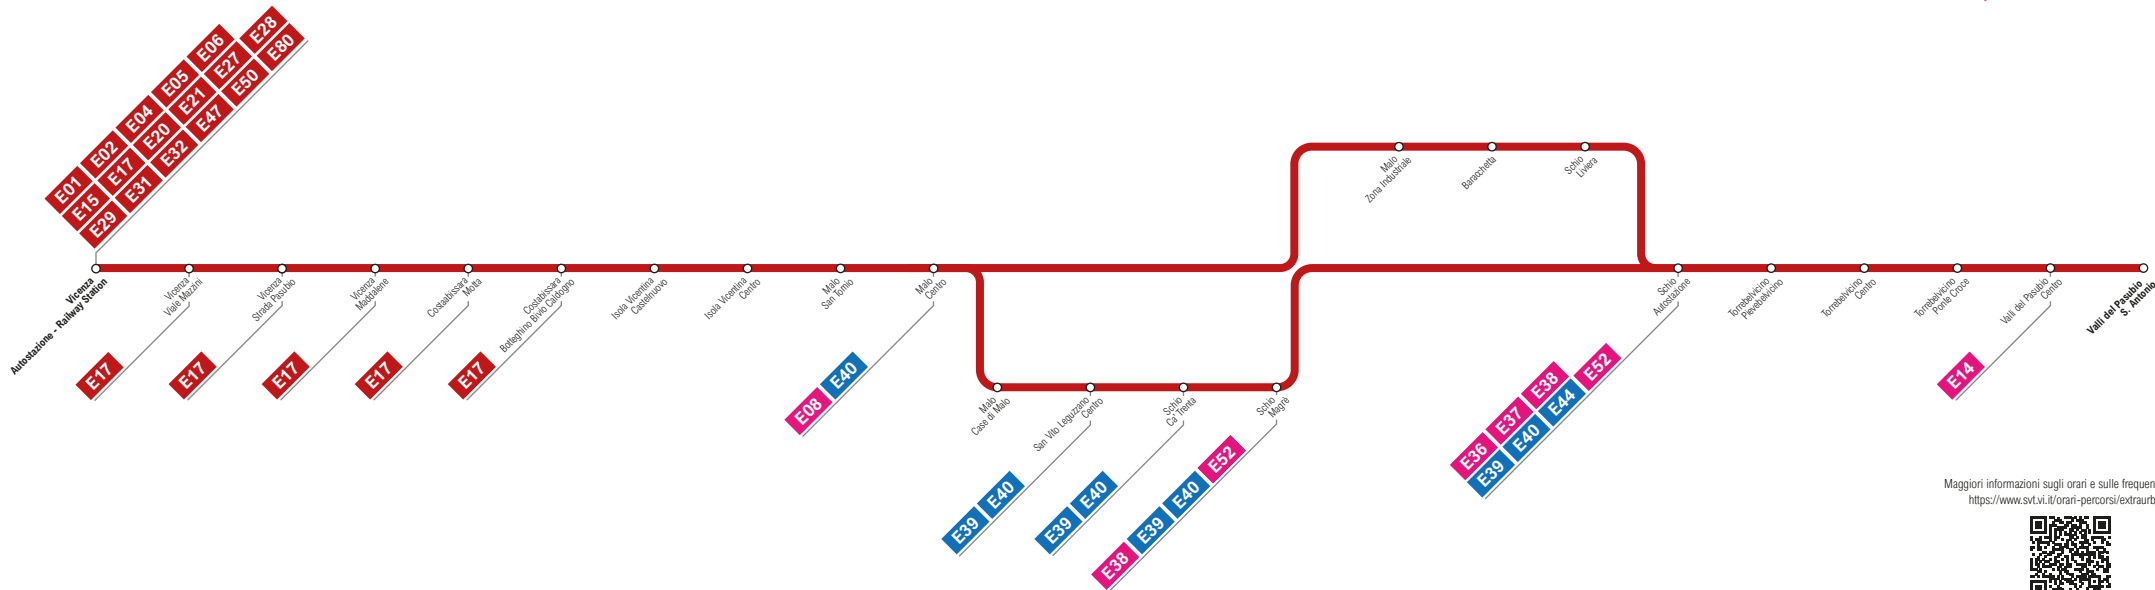 E01 E02 E04 E05 E06
E15 E17 E20 E21 E27 E28
E29 E31 E32 E47 E50 E80
Vicenza
Autostazione - Railway Station
Vicenza
Viale Mazzini
E17
Vicenza
Strada Pasubio
E17
Vicenza
Maddalene
E17
Costaabissara
Motta
E17
Costabissara
Botteghino Bivio Caldogno
E17
Isola Vicentina
Castelnuovo
Isola Vicentina
Centro
Malo
San Tomio
Malo
Centro
E08 E40
Malo
Case di Malo
San Vito Leguzzano
Centro
E39 E40
Schio
Ca' Trenta
E39 E40
Schio
Magrè
E38 E39 E40 E52
Malo
Zona Industriale
Baracchetta
Schio
Liviera
Schio
Autostazione
E36 E37 E38
E39 E40 E44 E52
Torrebelvicino
Pievebelvicino
Torrebelvicino
Centro
Torrebelvicino
Ponte Croce
Valli del Pasubio
Centro
E14
Valli del Pasubio
S. Antonio
Maggiori informazioni sugli orari e sulle frequen
https://www.svt.vi.it/orari-percorsi/extraurb